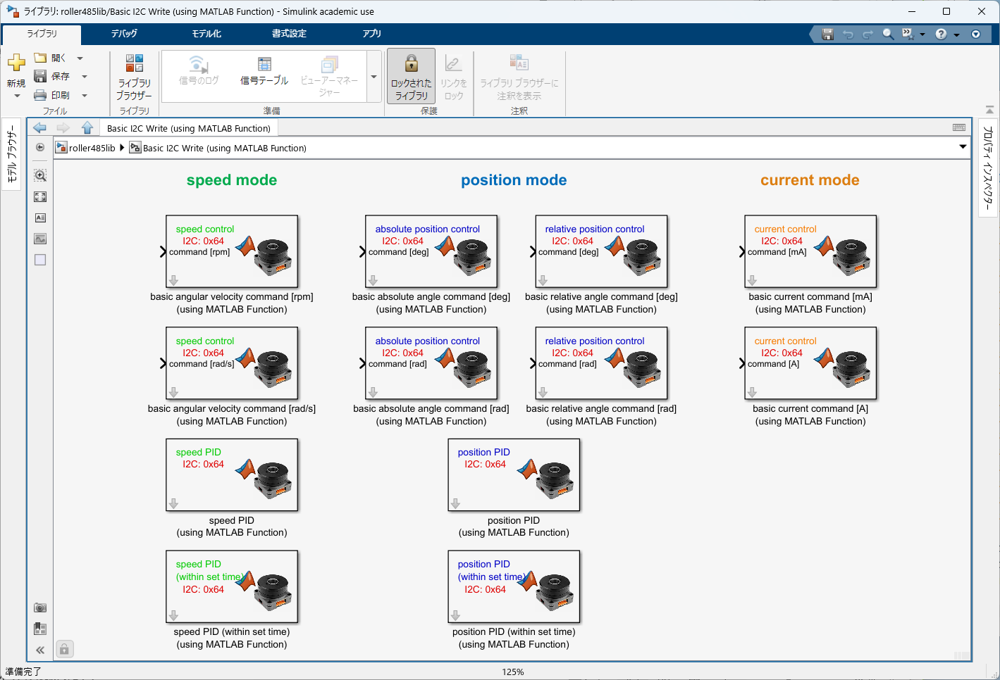 ライブラリ: roller485lib/Basic I2C Write (using MATLAB Function) - Simulink academic use
ライブラリ
デバッグ
モデル化
書式設定
アプリ
新規
開く
保存
印刷
ファイル
ライブラリ
ブラウザー
ライブラリ
信号のログ
信号テーブル
ビューアーマネー
ジャー
準備
ロックされた
ライブラリ
リンクを
ロック
保護
ライブラリ ブラウザーに
注釈を表示
注釈
モデル ブラウザー
プロパティ インスペクター
Basic I2C Write (using MATLAB Function)
roller485lib
Basic I2C Write (using MATLAB Function)
speed mode
position mode
current mode
speed control
I2C: 0x64
command [rpm]
basic angular velocity command [rpm]
(using MATLAB Function)
absolute position control
I2C: 0x64
command [deg]
basic absolute angle command [deg]
(using MATLAB Function)
relative position control
I2C: 0x64
command [deg]
basic relative angle command [deg]
(using MATLAB Function)
current control
I2C: 0x64
command [mA]
basic current command [mA]
(using MATLAB Function)
speed control
I2C: 0x64
command [rad/s]
basic angular velocity command [rad/s]
(using MATLAB Function)
absolute position control
I2C: 0x64
command [rad]
basic absolute angle command [rad]
(using MATLAB Function)
relative position control
I2C: 0x64
command [rad]
basic relative angle command [rad]
(using MATLAB Function)
current control
I2C: 0x64
command [A]
basic current command [A]
(using MATLAB Function)
speed PID
I2C: 0x64
speed PID
(using MATLAB Function)
position PID
I2C: 0x64
position PID
(using MATLAB Function)
speed PID
(within set time)
I2C: 0x64
speed PID (within set time)
(using MATLAB Function)
position PID
(within set time)
I2C: 0x64
position PID (within set time)
(using MATLAB Function)
準備完了
125%